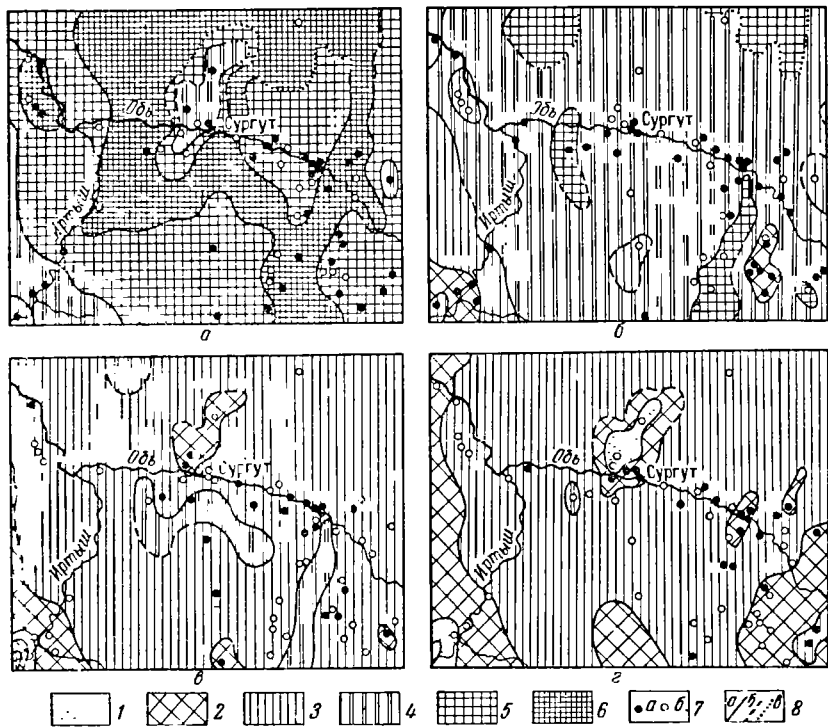 Обь
Сургут
Иртыш
а
Обь
Сургут
Иртыш
б
Обь
Сургут
Иртыш
в
Обь
Сургут
Иртыш
г
1 2 3 4 5 6 а б 7 а б в 8